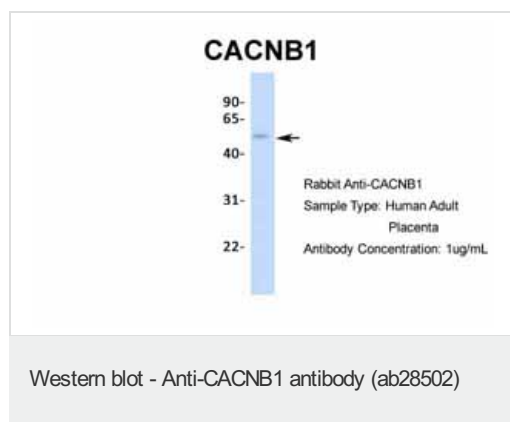 CACNB1
90-
65-
40-
31-
22-
Rabbit Anti-CACNB1
Sample Type: Human Adult
Placenta
Antibody Concentration: 1ug/mL
Western blot - Anti-CACNB1 antibody (ab28502)